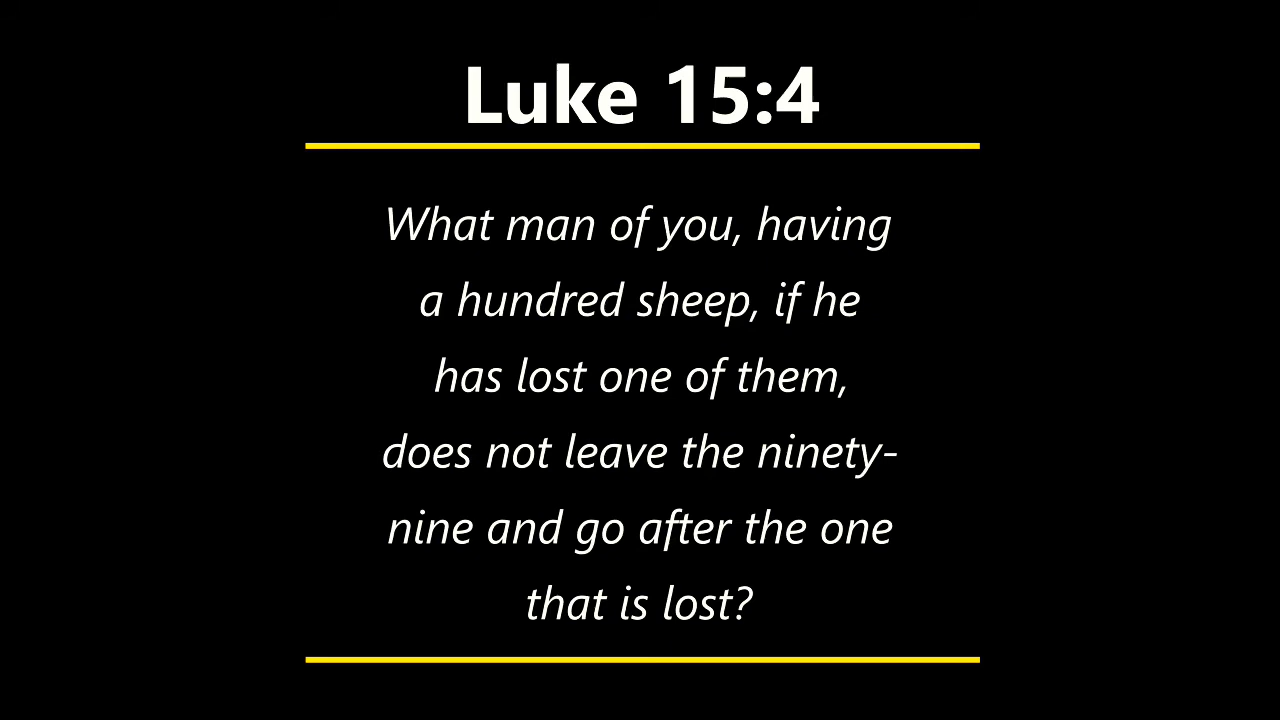 Luke 15:4
What man of you, having
a hundred sheep, if he
has lost one of them,
does not leave the ninety-
nine and go after the one
that is lost?